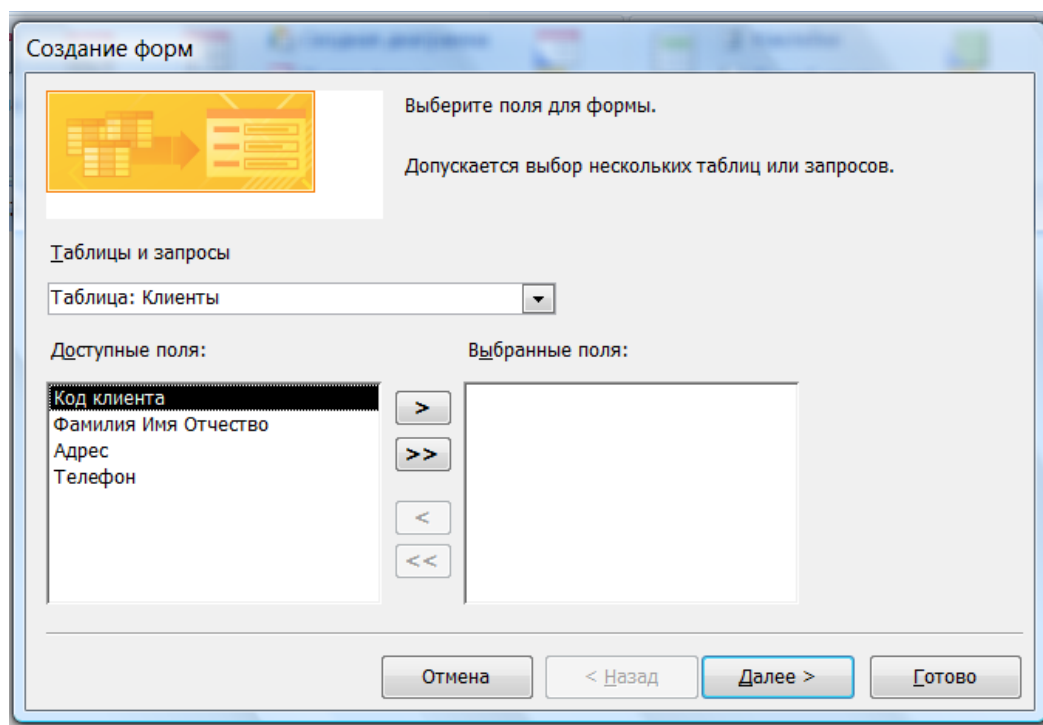 Создание форм
Выберите поля для формы.
Допускается выбор нескольких таблиц или запросов.
Таблицы и запросы
Таблица: Клиенты
Доступные поля:
Выбранные поля:
Код клиента
Фамилия Имя Отчество
Адрес
Телефон
>
>>
<
<<
Отмена
< Назад
Далее >
Готово